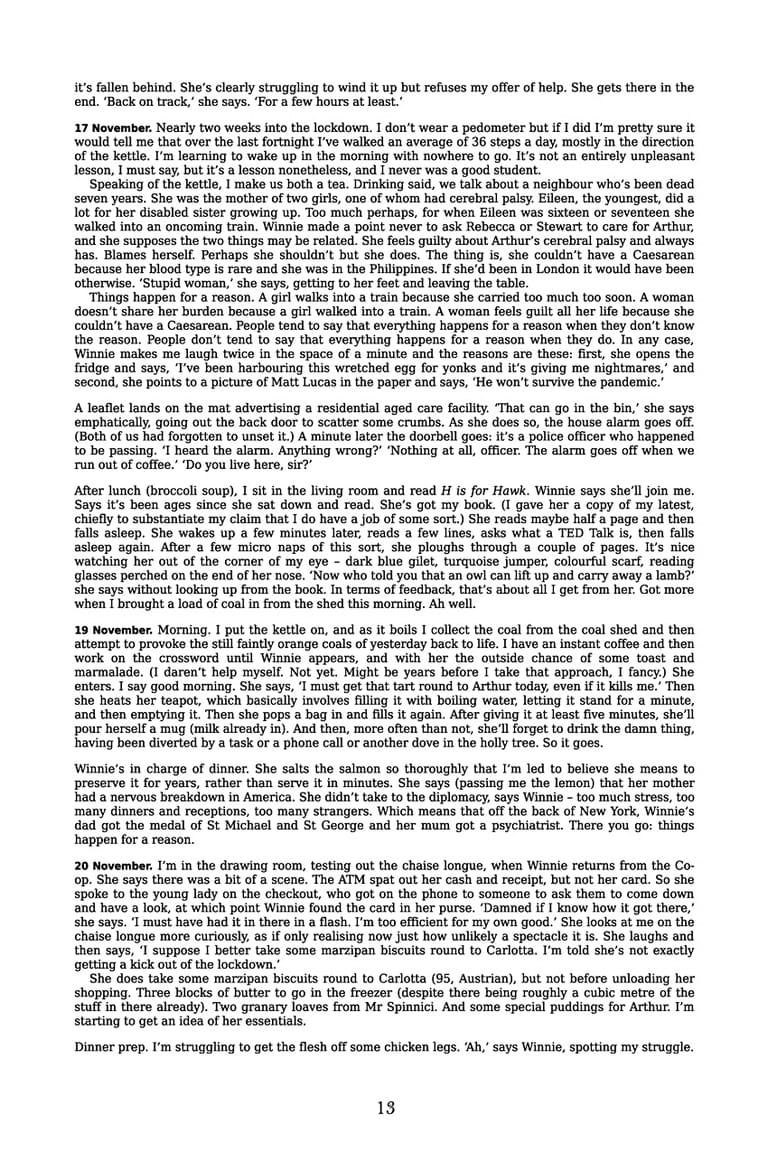 it’s fallen behind. She’s clearly struggling to wind it up but refuses my offer of help. She gets there in the
end. ‘Back on track,’ she says. ‘For a few hours at least.’
17 November. Nearly two weeks into the lockdown. I don’t wear a pedometer but if I did I’m pretty sure it
would tell me that over the last fortnight I’ve walked an average of 36 steps a day, mostly in the direction
of the kettle. I’m learning to wake up in the morning with nowhere to go. It’s not an entirely unpleasant
lesson, I must say, but it’s a lesson nonetheless, and I never was a good student.
Speaking of the kettle, I make us both a tea. Drinking said, we talk about a neighbour who’s been dead
seven years. She was the mother of two girls, one of whom had cerebral palsy. Eileen, the youngest, did a
lot for her disabled sister growing up. Too much perhaps, for when Eileen was sixteen or seventeen she
walked into an oncoming train. Winnie made a point never to ask Rebecca or Stewart to care for Arthur,
and she supposes the two things may be related. She feels guilty about Arthur’s cerebral palsy and always
has. Blames herself. Perhaps she shouldn’t but she does. The thing is, she couldn’t have a Caesarean
because her blood type is rare and she was in the Philippines. If she’d been in London it would have been
otherwise. ‘Stupid woman,’ she says, getting to her feet and leaving the table.
Things happen for a reason. A girl walks into a train because she carried too much too soon. A woman
doesn’t share her burden because a girl walked into a train. A woman feels guilt all her life because she
couldn’t have a Caesarean. People tend to say that everything happens for a reason when they don’t know
the reason. People don’t tend to say that everything happens for a reason when they do. In any case,
Winnie makes me laugh twice in the space of a minute and the reasons are these: first, she opens the
fridge and says, ‘I’ve been harbouring this wretched egg for yonks and it’s giving me nightmares,’ and
second, she points to a picture of Matt Lucas in the paper and says, ‘He won’t survive the pandemic.’
A leaflet lands on the mat advertising a residential aged care facility. ‘That can go in the bin,’ she says
emphatically, going out the back door to scatter some crumbs. As she does so, the house alarm goes off.
(Both of us had forgotten to unset it.) A minute later the doorbell goes: it’s a police officer who happened
to be passing. ‘I heard the alarm. Anything wrong?’ ‘Nothing at all, officer. The alarm goes off when we
run out of coffee.’ ‘Do you live here, sir?’
After lunch (broccoli soup), I sit in the living room and read H is for Hawk. Winnie says she’ll join me.
Says it’s been ages since she sat down and read. She’s got my book. (I gave her a copy of my latest,
chiefly to substantiate my claim that I do have a job of some sort.) She reads maybe half a page and then
falls asleep. She wakes up a few minutes later, reads a few lines, asks what a TED Talk is, then falls
asleep again. After a few micro naps of this sort, she ploughs through a couple of pages. It’s nice
watching her out of the corner of my eye – dark blue gilet, turquoise jumper, colourful scarf, reading
glasses perched on the end of her nose. ‘Now who told you that an owl can lift up and carry away a lamb?’
she says without looking up from the book. In terms of feedback, that’s about all I get from her. Got more
when I brought a load of coal in from the shed this morning. Ah well.
19 November. Morning. I put the kettle on, and as it boils I collect the coal from the coal shed and then
attempt to provoke the still faintly orange coals of yesterday back to life. I have an instant coffee and then
work on the crossword until Winnie appears, and with her the outside chance of some toast and
marmalade. (I daren’t help myself. Not yet. Might be years before I take that approach, I fancy.) She
enters. I say good morning. She says, ‘I must get that tart round to Arthur today, even if it kills me.’ Then
she heats her teapot, which basically involves filling it with boiling water, letting it stand for a minute,
and then emptying it. Then she pops a bag in and fills it again. After giving it at least five minutes, she’ll
pour herself a mug (milk already in). And then, more often than not, she’ll forget to drink the damn thing,
having been diverted by a task or a phone call or another dove in the holly tree. So it goes.
Winnie’s in charge of dinner. She salts the salmon so thoroughly that I’m led to believe she means to
preserve it for years, rather than serve it in minutes. She says (passing me the lemon) that her mother
had a nervous breakdown in America. She didn’t take to the diplomacy, says Winnie – too much stress, too
many dinners and receptions, too many strangers. Which means that off the back of New York, Winnie’s
dad got the medal of St Michael and St George and her mum got a psychiatrist. There you go: things
happen for a reason.
20 November. I’m in the drawing room, testing out the chaise longue, when Winnie returns from the Co-
op. She says there was a bit of a scene. The ATM spat out her cash and receipt, but not her card. So she
spoke to the young lady on the checkout, who got on the phone to someone to ask them to come down
and have a look, at which point Winnie found the card in her purse. ‘Damned if I know how it got there,’
she says. ‘I must have had it in there in a flash. I’m too efficient for my own good.’ She looks at me on the
chaise longue more curiously, as if only realising now just how unlikely a spectacle it is. She laughs and
then says, ‘I suppose I better take some marzipan biscuits round to Carlotta. I’m told she’s not exactly
getting a kick out of the lockdown.’
She does take some marzipan biscuits round to Carlotta (95, Austrian), but not before unloading her
shopping. Three blocks of butter to go in the freezer (despite there being roughly a cubic metre of the
stuff in there already). Two granary loaves from Mr Spinnici. And some special puddings for Arthur. I’m
starting to get an idea of her essentials.
Dinner prep. I’m struggling to get the flesh off some chicken legs. ‘Ah,’ says Winnie, spotting my struggle.
13